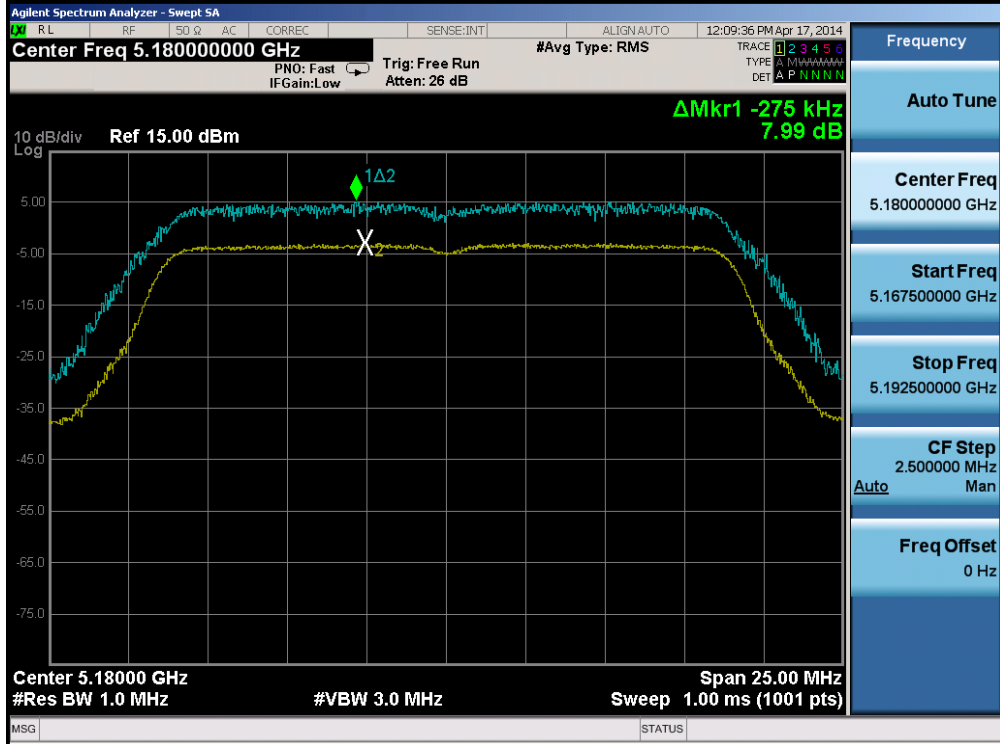 Agilent Spectrum Analyzer - Swept SA
LXI RL RF 50 Ω AC CORREC SENSE:INT ALIGN AUTO 12:09:36 PM Apr 17, 2014
Center Freq 5.180000000 GHz
PNO: Fast
IFGain:Low
Trig: Free Run
Atten: 26 dB
#Avg Type: RMS
TRACE 1 2 3 4 5 6
TYPE A M
DET A P N N N N
ΔMkr1 -275 kHz
7.99 dB
10 dB/div Ref 15.00 dBm
Log
1Δ2
5.00
2
-5.00
-15.0
-25.0
-35.0
-45.0
-55.0
-65.0
-75.0
Center 5.18000 GHz Span 25.00 MHz
#Res BW 1.0 MHz #VBW 3.0 MHz Sweep 1.00 ms (1001 pts)
MSG STATUS
Frequency
Auto Tune
Center Freq
5.180000000 GHz
Start Freq
5.167500000 GHz
Stop Freq
5.192500000 GHz
CF Step
2.500000 MHz
Auto Man
Freq Offset
0 Hz